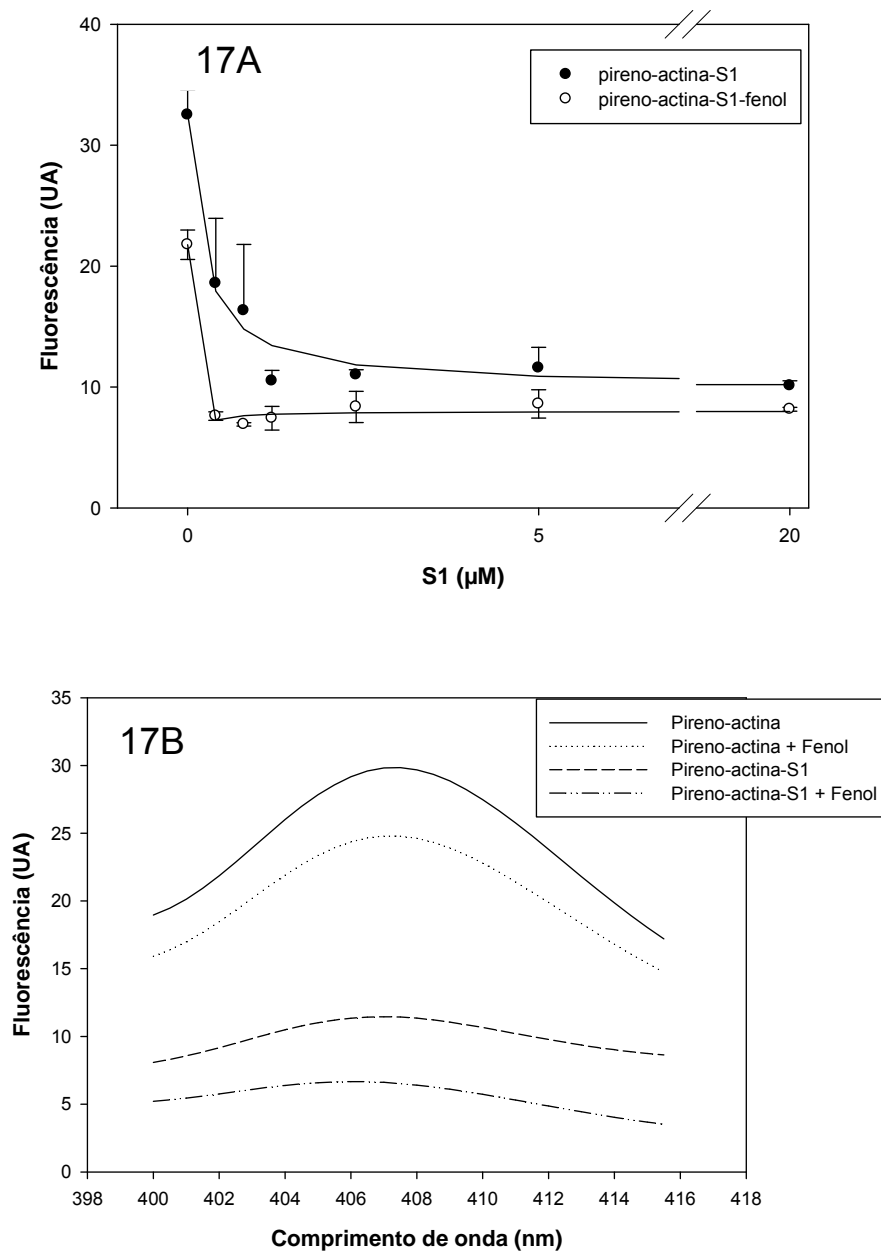 40
17A
pireno-actina-S1
pireno-actina-S1-fenol
30
20
10
0
Fluorescência (UA)
0 5 20
S1 (µM)
35
17B
Pireno-actina
Pireno-actina + Fenol
Pireno-actina-S1
Pireno-actina-S1 + Fenol
30
25
20
15
10
5
0
Fluorescência (UA)
398 400 402 404 406 408 410 412 414 416 418
Comprimento de onda (nm)